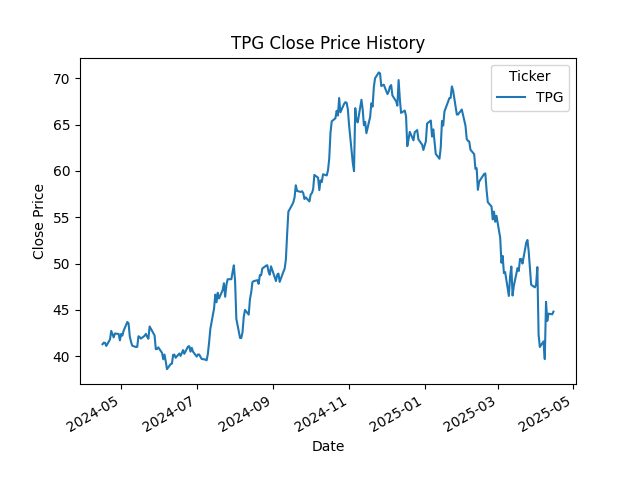 TPG Close Price History
Ticker
TPG
Close Price
70
65
60
55
50
45
40
2024-05
2024-07
2024-09
2024-11
2025-01
2025-03
2025-05
Date